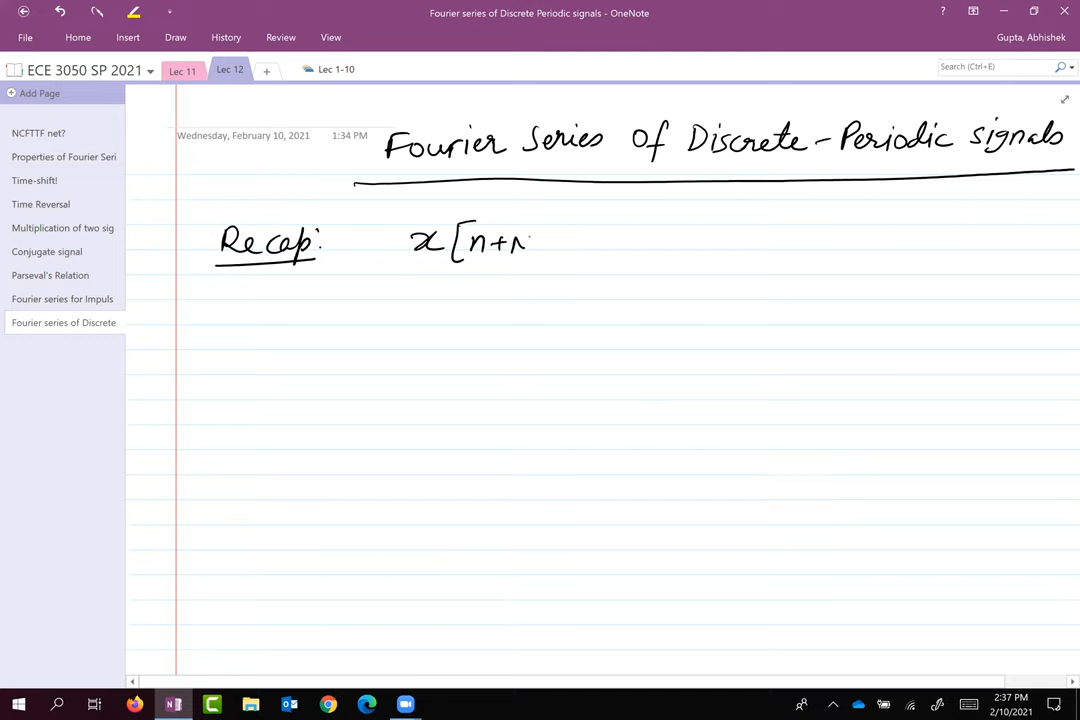 Fourier series of Discrete Periodic signals - OneNote
File Home Insert Draw History Review View
Gupta, Abhishek
ECE 3050 SP 2021 Lec 11 Lec 12 Lec 1-10
Search (Ctrl+E)
Add Page
NCFTTF net?
Properties of Fourier Seri
Time-shift!
Time Reversal
Multiplication of two sig
Conjugate signal
Parseval's Relation
Fourier series for Impuls
Fourier series of Discrete
Wednesday, February 10, 2021 1:34 PM
Fourier Series Of Discrete-Periodic signals
Recap: x[n+
2:37 PM
2/10/2021